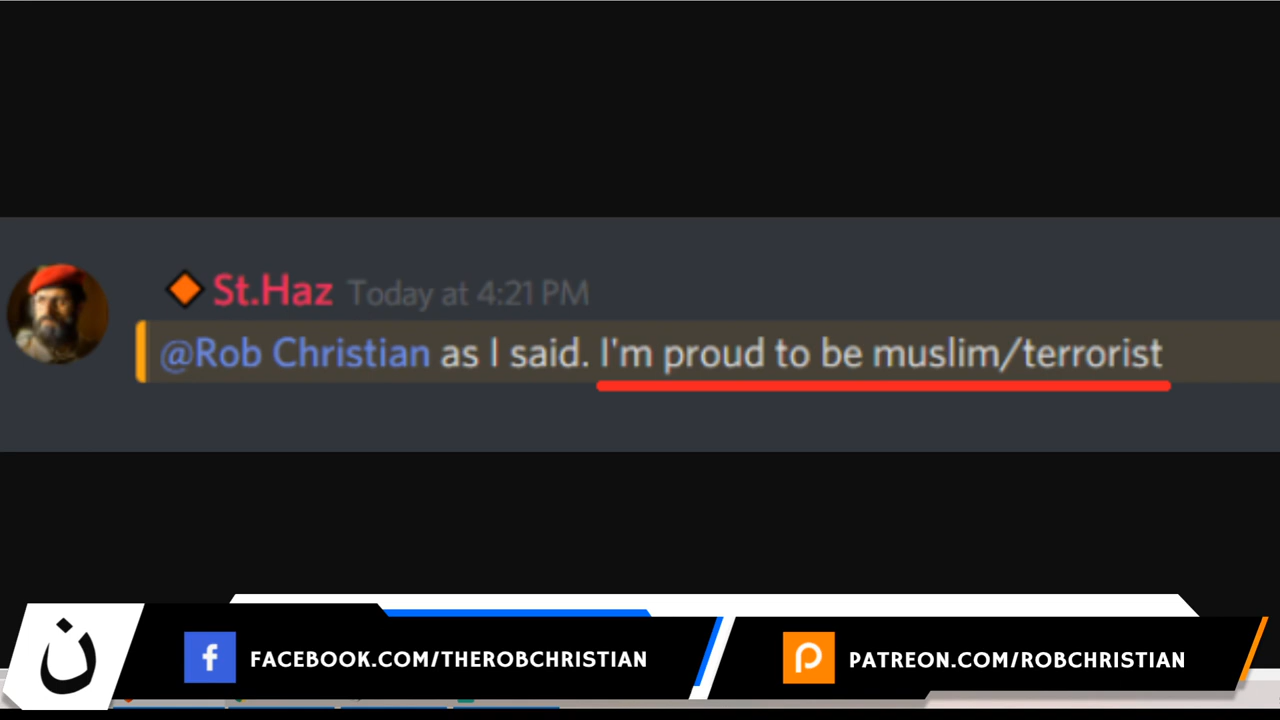 St.Haz Today at 4:21 PM
@Rob Christian as I said. I'm proud to be muslim/terrorist
ن
FACEBOOK.COM/THEROBCHRISTIAN
PATREON.COM/ROBCHRISTIAN